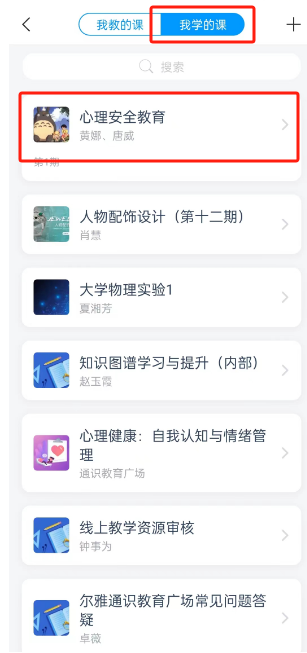 我教的课 我学的课
搜索
心理安全教育
黄娜、唐威
第1期
人物配饰设计（第十二期）
肖慧
大学物理实验1
夏湘芳
知识图谱学习与提升（内部）
赵玉霞
心理健康：自我认知与情绪管
理
通识教育广场
线上教学资源审核
钟事为
尔雅通识教育广场常见问题答
疑
卓薇